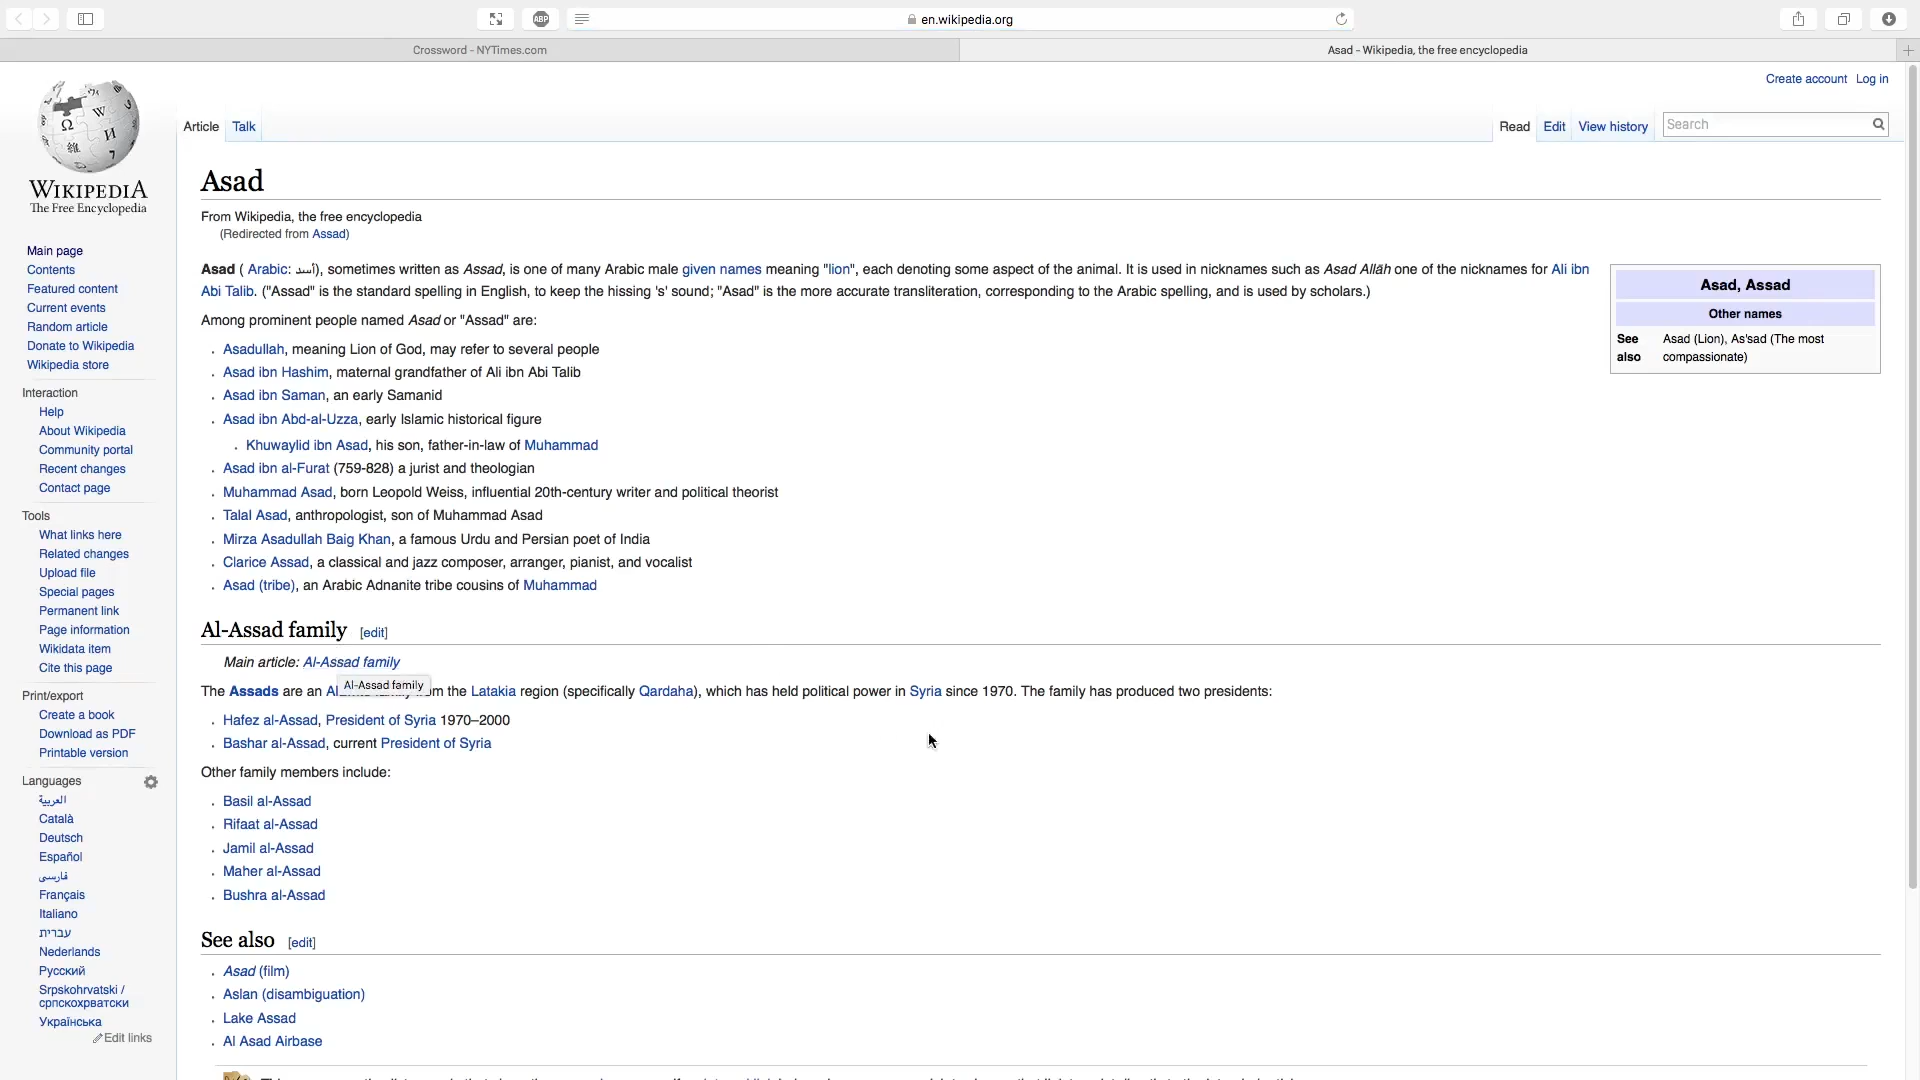 en.wikipedia.org
Crossword - NYTimes.com
Asad - Wikipedia, the free encyclopedia
ABP
Create account Log in
WIKIPEDIA
The Free Encyclopedia
Article Talk
Read Edit View history Search
Main page
Contents
Featured content
Current events
Random article
Donate to Wikipedia
Wikipedia store
Interaction
Help
About Wikipedia
Community portal
Recent changes
Contact page
Tools
What links here
Related changes
Upload file
Special pages
Permanent link
Page information
Wikidata item
Cite this page
Print/export
Create a book
Download as PDF
Printable version
Languages
العربية
Català
Deutsch
Español
فارسی
Français
Italiano
עברית
Nederlands
Русский
Srpskohrvatski /
српскохрватски
Українська
Edit links
Asad
From Wikipedia, the free encyclopedia
(Redirected from Assad)
Asad ( Arabic: أسد), sometimes written as Assad, is one of many Arabic male given names meaning "lion", each denoting some aspect of the animal. It is used in nicknames such as Asad Allāh one of the nicknames for Ali ibn
Abi Talib. ("Assad" is the standard spelling in English, to keep the hissing 's' sound; "Asad" is the more accurate transliteration, corresponding to the Arabic spelling, and is used by scholars.)
Among prominent people named Asad or "Assad" are:
Asadullah, meaning Lion of God, may refer to several people
Asad ibn Hashim, maternal grandfather of Ali ibn Abi Talib
Asad ibn Saman, an early Samanid
Asad ibn Abd-al-Uzza, early Islamic historical figure
Khuwaylid ibn Asad, his son, father-in-law of Muhammad
Asad ibn al-Furat (759-828) a jurist and theologian
Muhammad Asad, born Leopold Weiss, influential 20th-century writer and political theorist
Talal Asad, anthropologist, son of Muhammad Asad
Mirza Asadullah Baig Khan, a famous Urdu and Persian poet of India
Clarice Assad, a classical and jazz composer, arranger, pianist, and vocalist
Asad (tribe), an Arabic Adnanite tribe cousins of Muhammad
Asad, Assad
Other names
See also Asad (Lion), As'sad (The most
compassionate)
Al-Assad family [edit]
Main article: Al-Assad family
Al-Assad family
The Assads are an the Latakia region (specifically Qardaha), which has held political power in Syria since 1970. The family has produced two presidents:
Hafez al-Assad, President of Syria 1970–2000
Bashar al-Assad, current President of Syria
Other family members include:
Basil al-Assad
Rifaat al-Assad
Jamil al-Assad
Maher al-Assad
Bushra al-Assad
See also [edit]
Asad (film)
Aslan (disambiguation)
Lake Assad
Al Asad Airbase